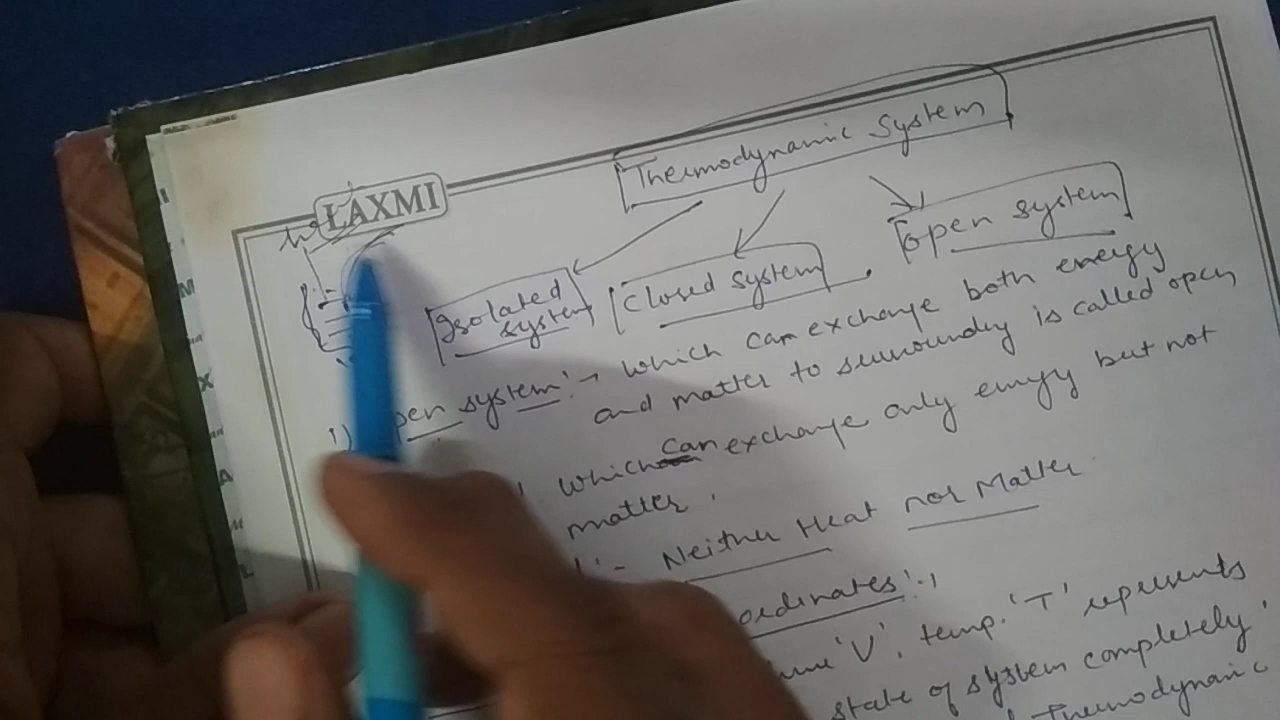 LAXMI
Thermodynamic System
Isolated system
Closed system
open system
1) open system :- which can exchange both energy
and matter to surroundry is called open
which can exchange only energy but not
matter.
:- Neither Heat nor Matter
ordinates :-
'V', temp. 'T' represents
state of system completely
Thermodynamic